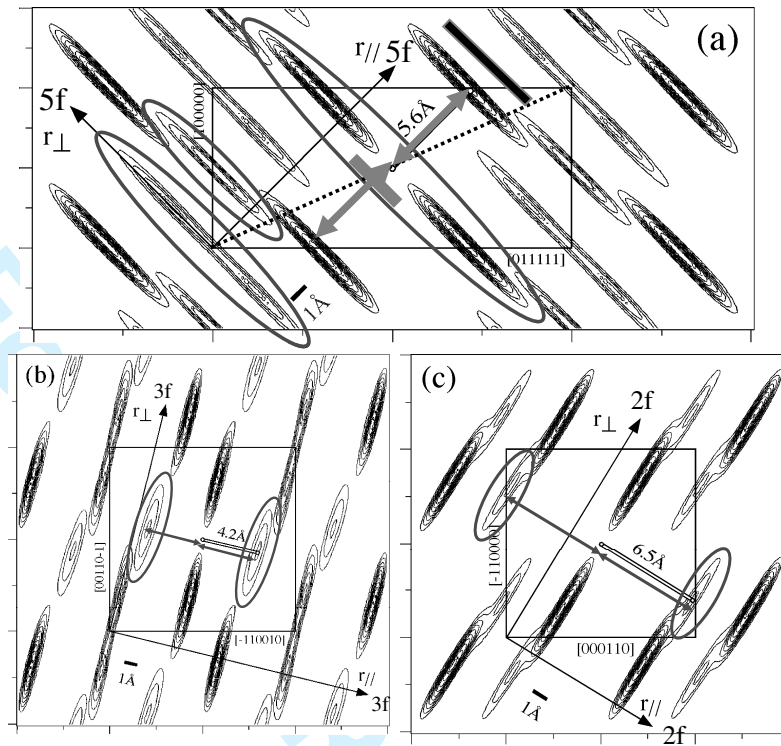 (a)
r// 5f
5f
r⊥
[100000]
5.6Å
[011111]
1Å
(b)
3f
r⊥
4.2Å
[00110-1]
[-110010]
1Å
r//
3f
(c)
2f
r⊥
6.5Å
[-110000]
[000110]
1Å
r//
2f